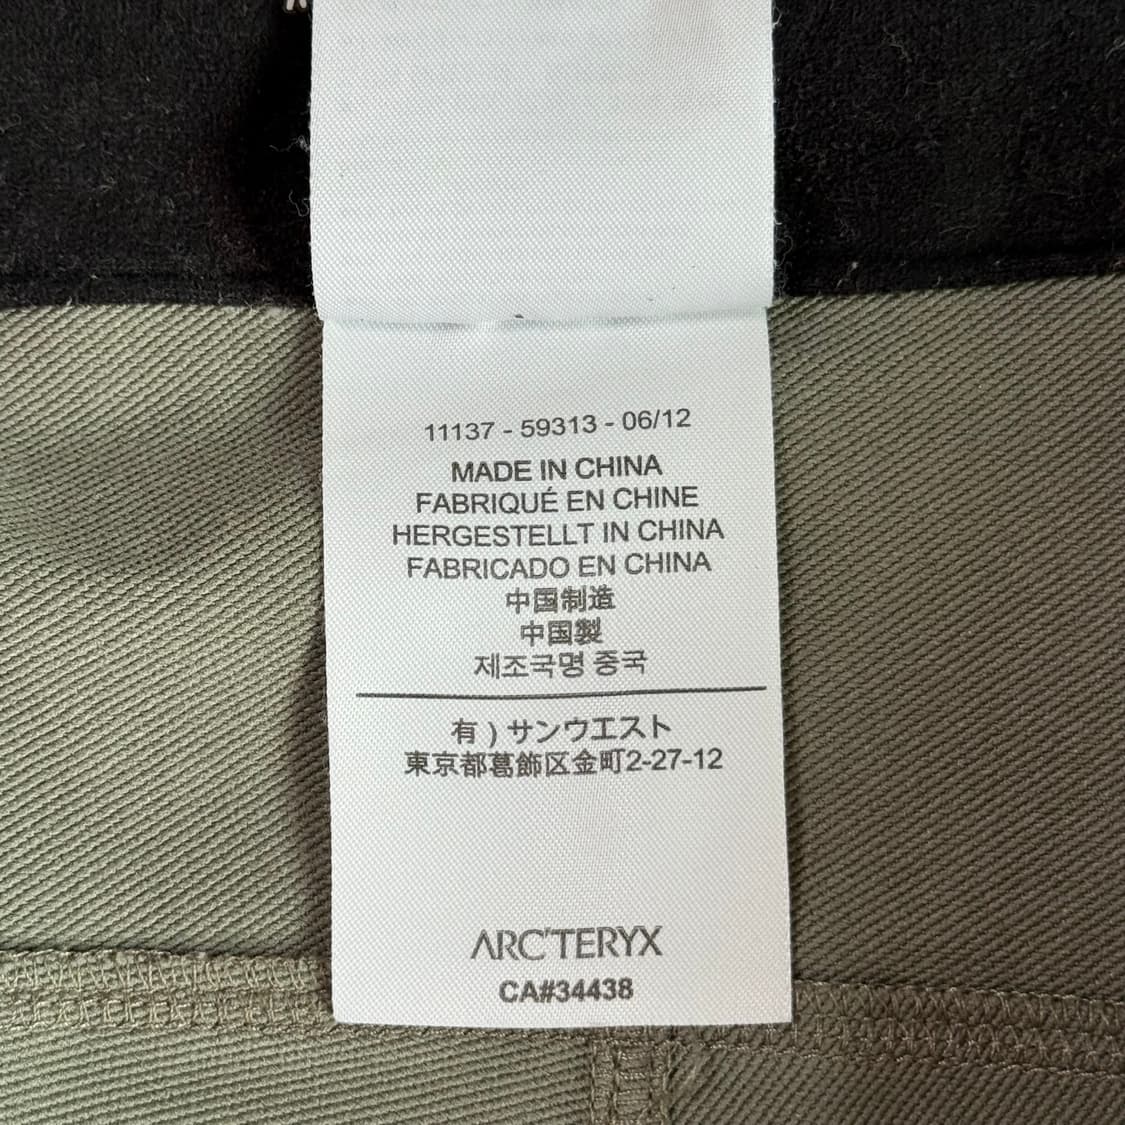 11137 - 59313 - 06/12
MADE IN CHINA
FABRIQUÉ EN CHINE
HERGESTELLT IN CHINA
FABRICADO EN CHINA
中国制造
中国製
제조국명 중국
有 ) サンウエスト
東京都葛飾区金町2-27-12
ARC'TERYX
CA#34438